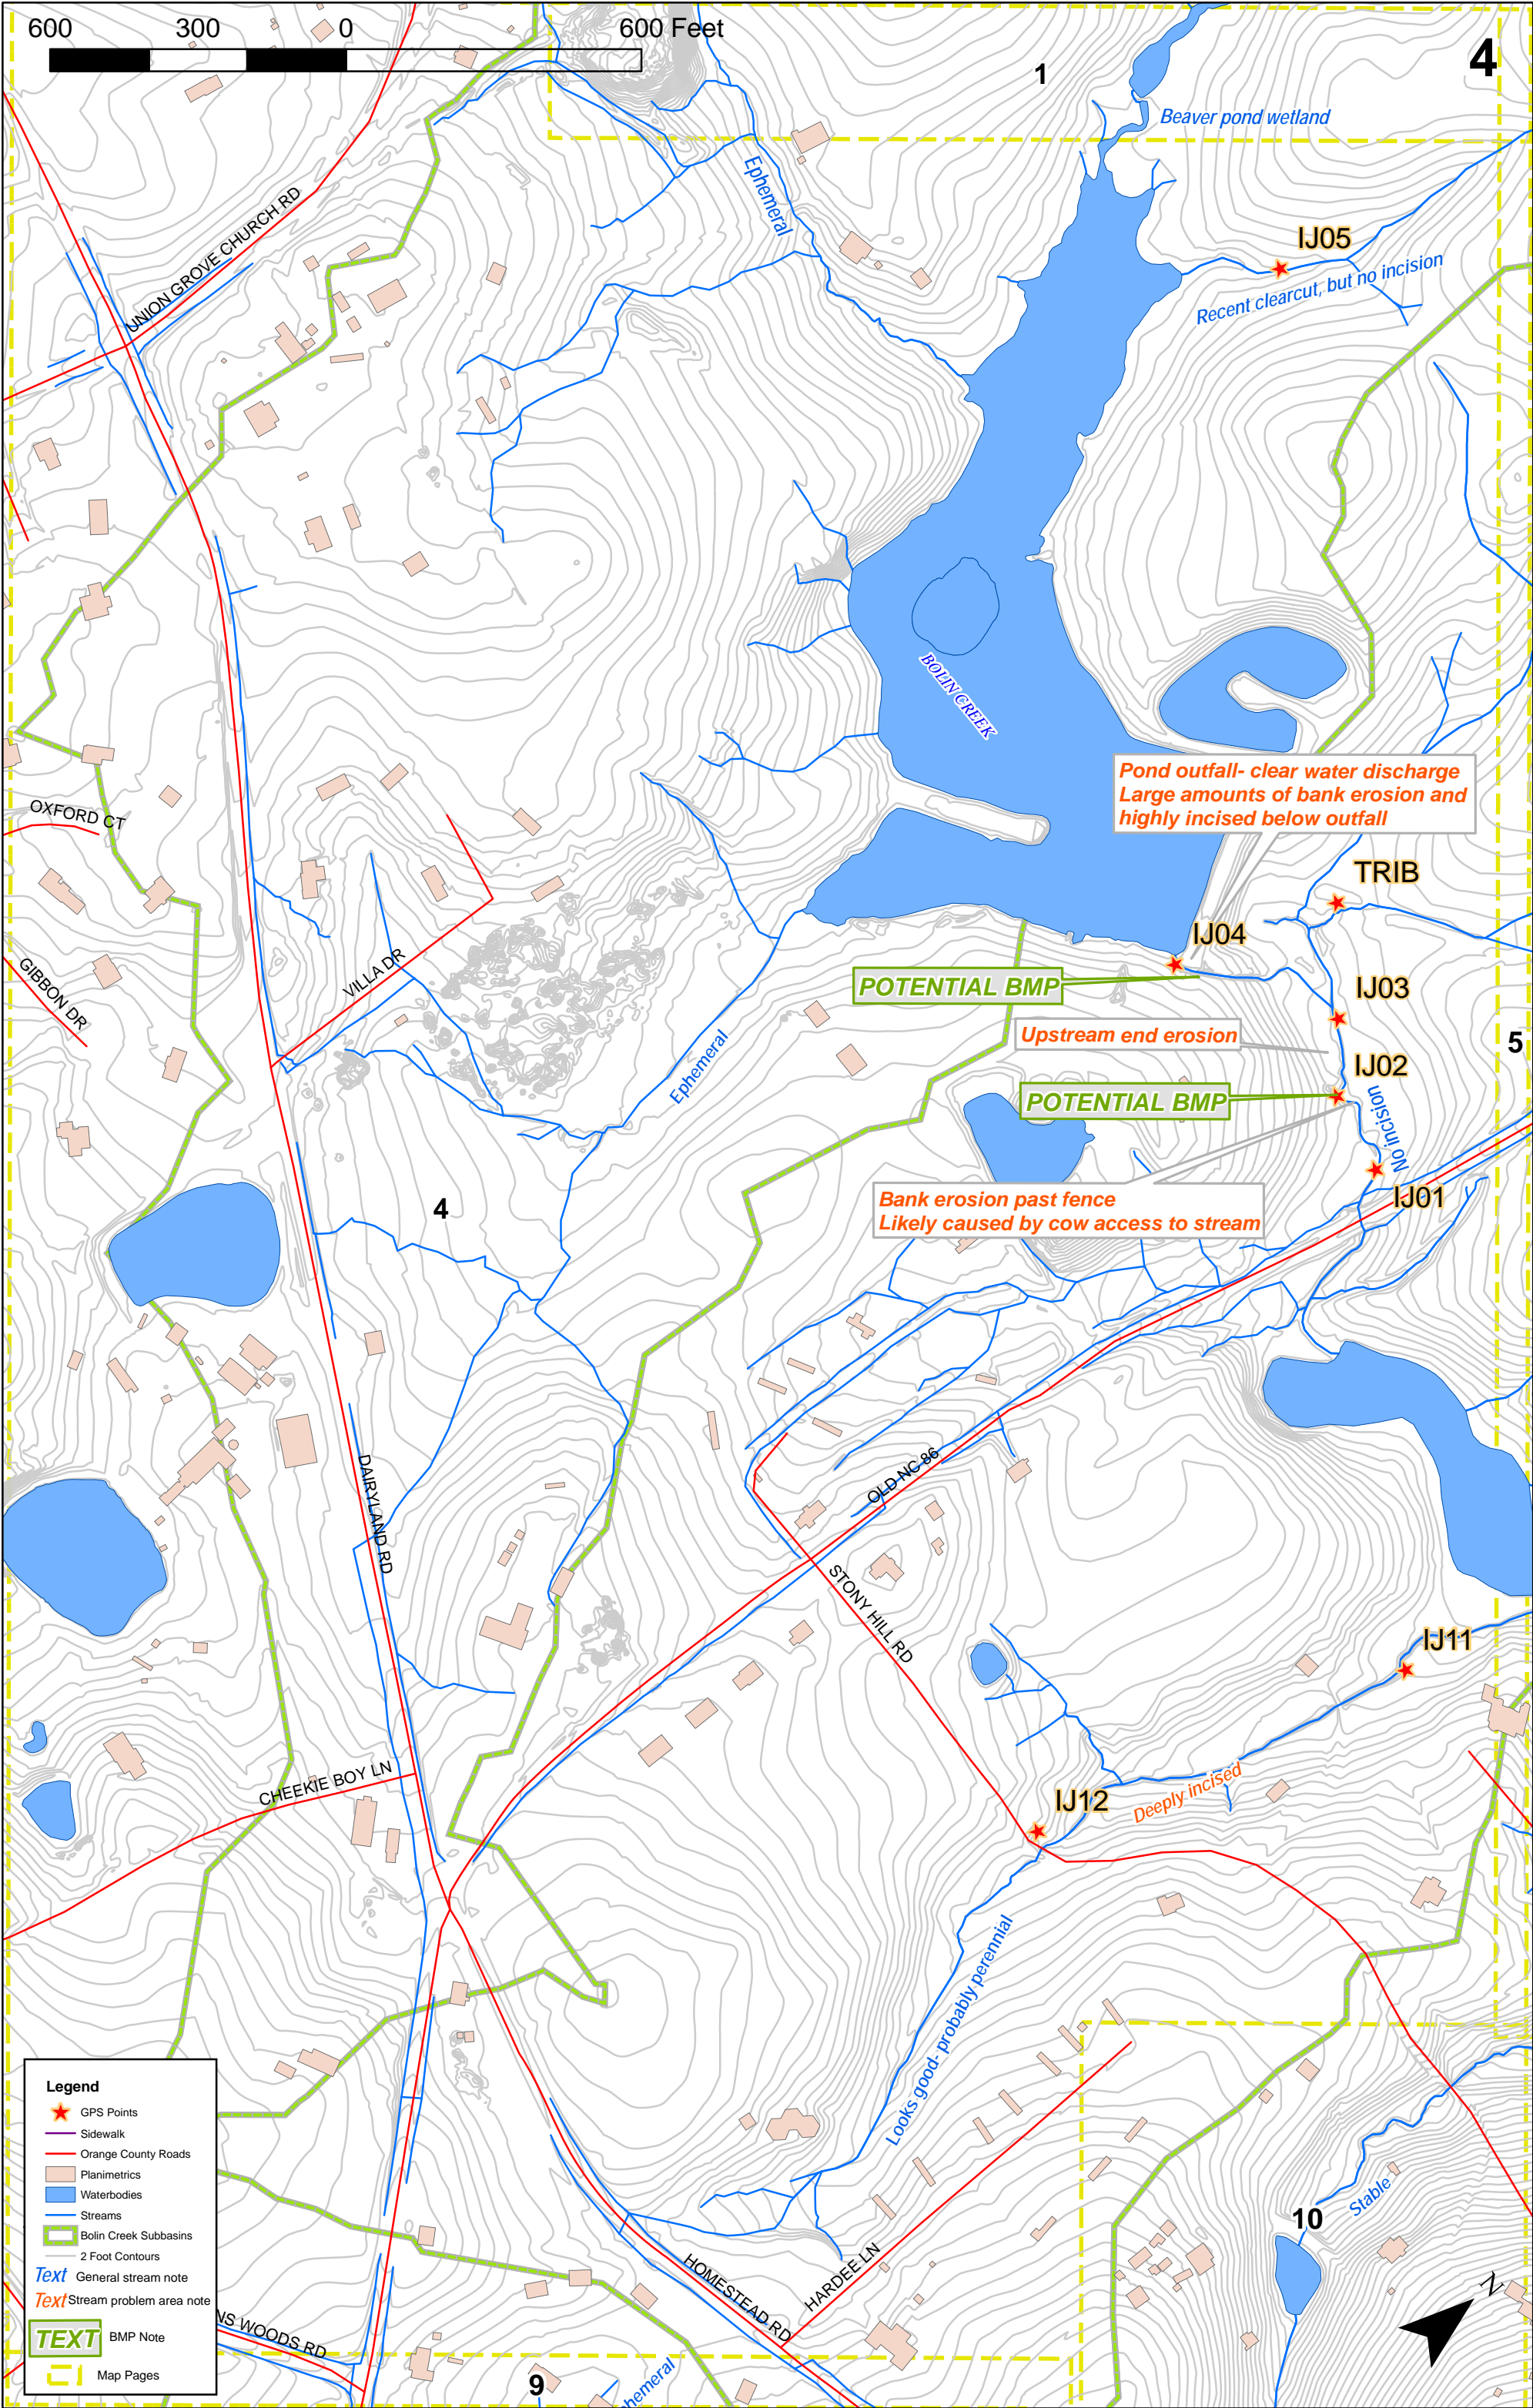 600 300 0 600 Feet
4
1
Beaver pond wetland
Ephemeral
UNION GROVE CHURCH RD
IJ05
Recent clearcut, but no incision
BOLIN CREEK
Pond outfall- clear water discharge
Large amounts of bank erosion and
highly incised below outfall
OXFORD CT
TRIB
IJ04
GIBBON DR
VILLA DR
POTENTIAL BMP
IJ03
Upstream end erosion
5
IJ02
Ephemeral
POTENTIAL BMP
No incision
IJ01
4
Bank erosion past fence
Likely caused by cow access to stream
DAIRYLAND RD
OLD NC 86
STONY HILL RD
IJ11
CHEEKIE BOY LN
IJ12
Deeply incised
Looks good- probably perennial
Stable
10
HARDEE LN
HOMESTEAD RD
N
NS WOODS RD
9
hemeral
Legend
GPS Points
Sidewalk
Orange County Roads
Planimetrics
Waterbodies
Streams
Bolin Creek Subbasins
2 Foot Contours
Text General stream note
Text Stream problem area note
TEXT BMP Note
Map Pages